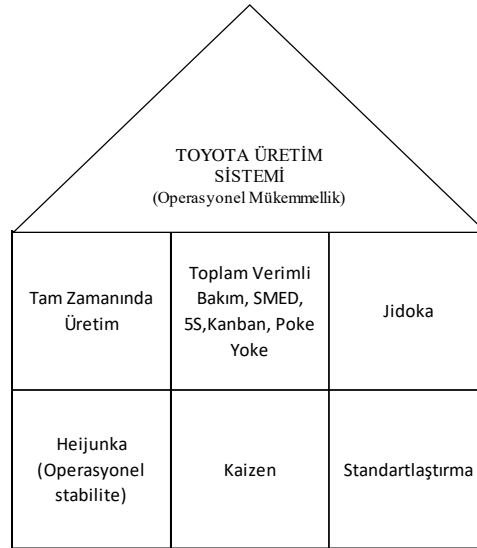 TOYOTA ÜRETİM
SİSTEMİ
(Operasyonel Mükemmellik)
Tam Zamanında
Üretim
Toplam Verimli
Bakım, SMED,
5S,Kanban, Poke
Yoke
Jidoka
Heijunka
(Operasyonel
stabilite)
Kaizen
Standartlaştırma